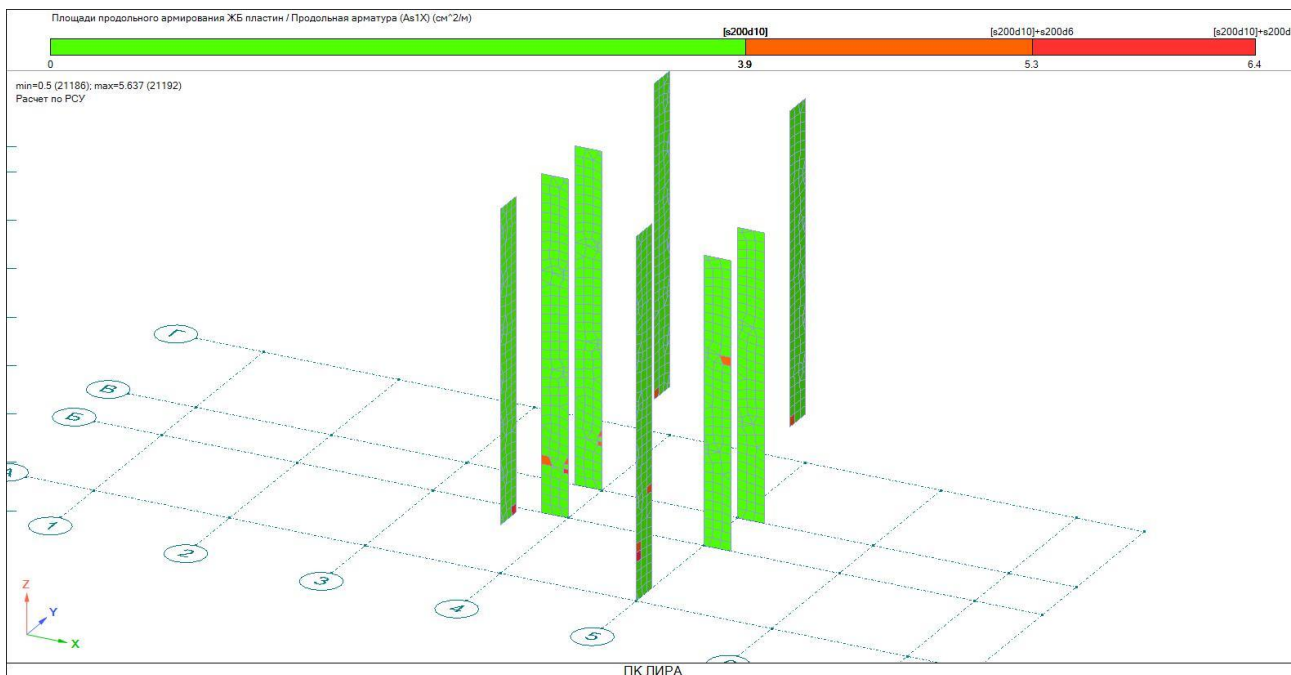 Площади продольного армирования ЖБ пластин / Продольная арматура (As1X) (см^2/м)
[s200d10] [s200d10]+s200d6 [s200d10]+s200d
0 3.9 5.3 6.4
min=0.5 (21186); max=5.637 (21192)
Расчет по РСУ
Г
В
Б
А
1
2
3
4
5
Z
Y
X
ПК ЛИРА